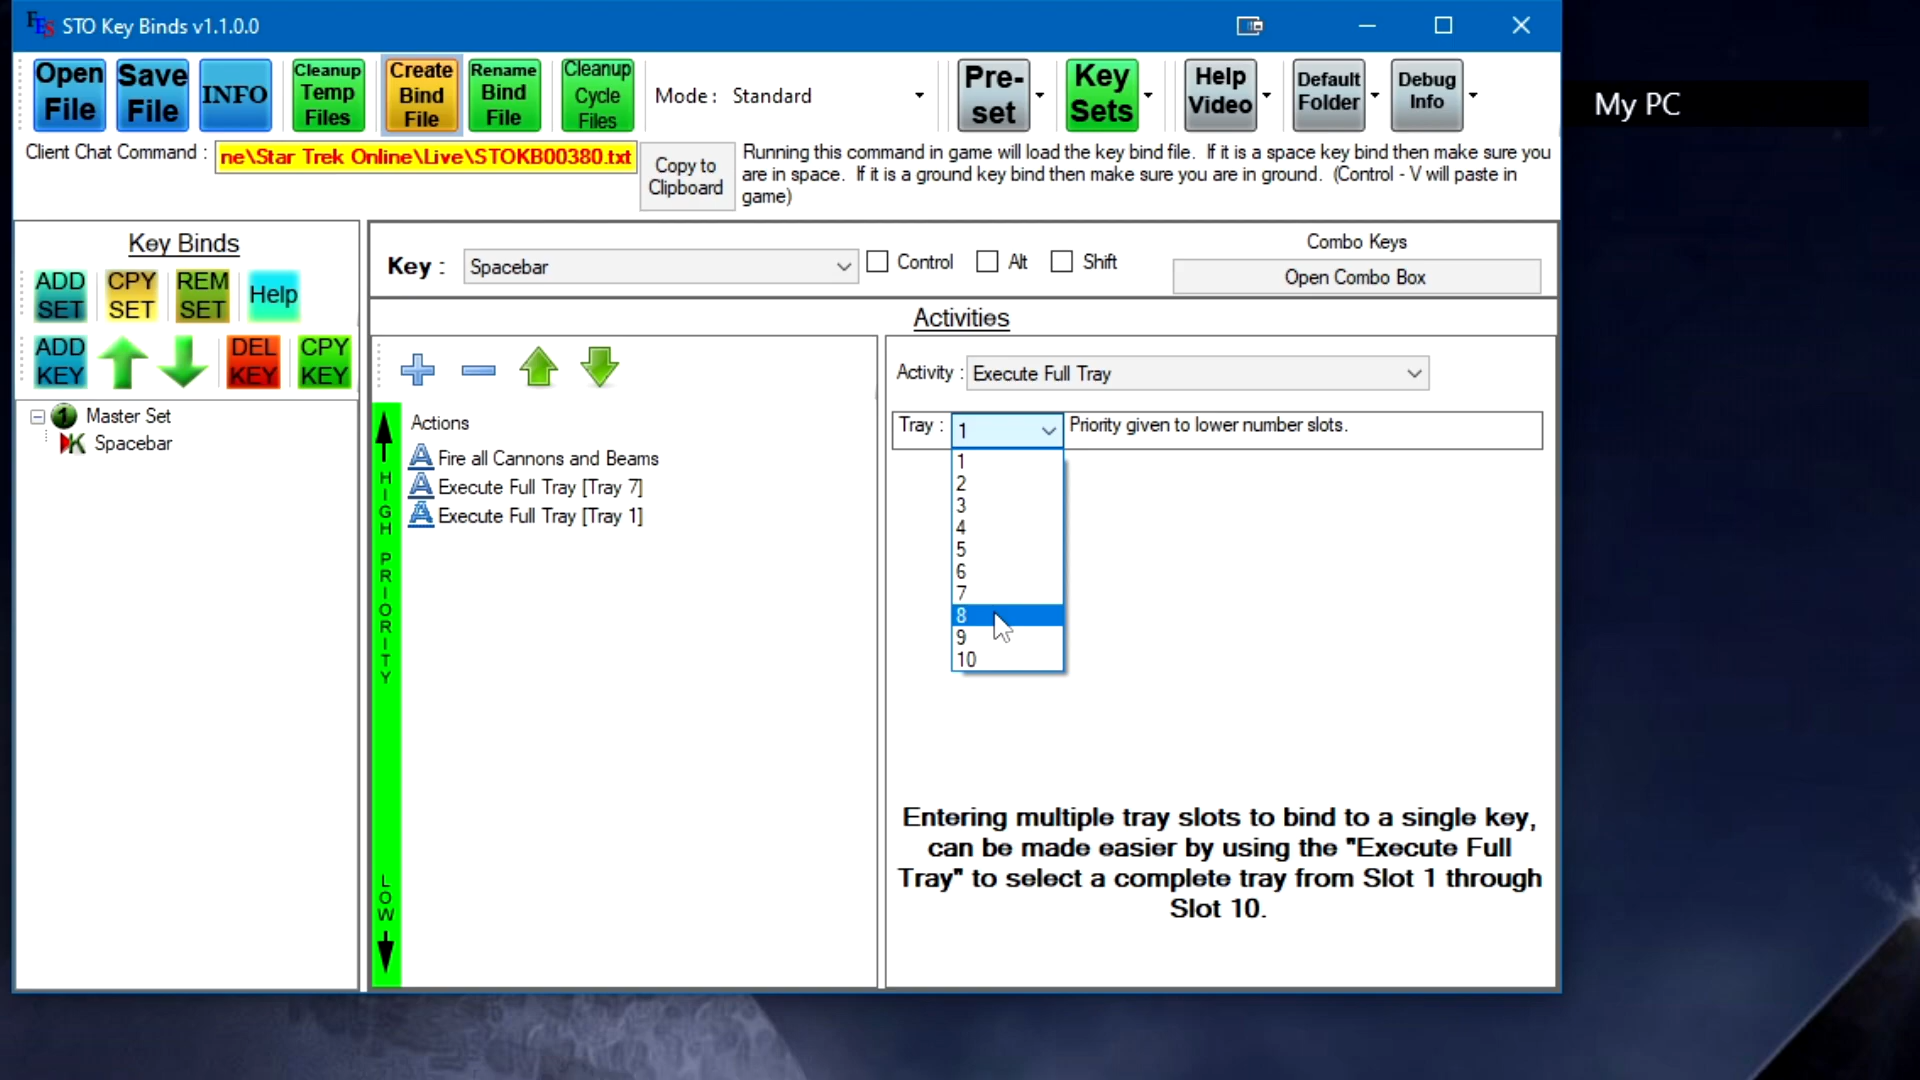 STO Key Binds v1.1.0.0
Open File
Save File
INFO
Cleanup Temp Files
Create Bind File
Rename Bind File
Cleanup Cycle Files
Mode : Standard
Pre-set
Key Sets
Help Video
Default Folder
Debug Info
My PC
Client Chat Command :
ne\Star Trek Online\Live\STOKB00380.txt
Copy to Clipboard
Running this command in game will load the key bind file. If it is a space key bind then make sure you
are in space. If it is a ground key bind then make sure you are in ground. (Control - V will paste in
game)
Key Binds
ADD SET
CPY SET
REM SET
Help
ADD KEY
DEL KEY
CPY KEY
1 Master Set
K Spacebar
Key :
Spacebar
Control
Alt
Shift
Combo Keys
Open Combo Box
Activities
HIGH PRIORITY
LOW
Actions
Fire all Cannons and Beams
Execute Full Tray [Tray 7]
Execute Full Tray [Tray 1]
Activity :
Execute Full Tray
Tray :
1
Priority given to lower number slots.
1
2
3
4
5
6
7
8
9
10
Entering multiple tray slots to bind to a single key,
can be made easier by using the "Execute Full
Tray" to select a complete tray from Slot 1 through
Slot 10.